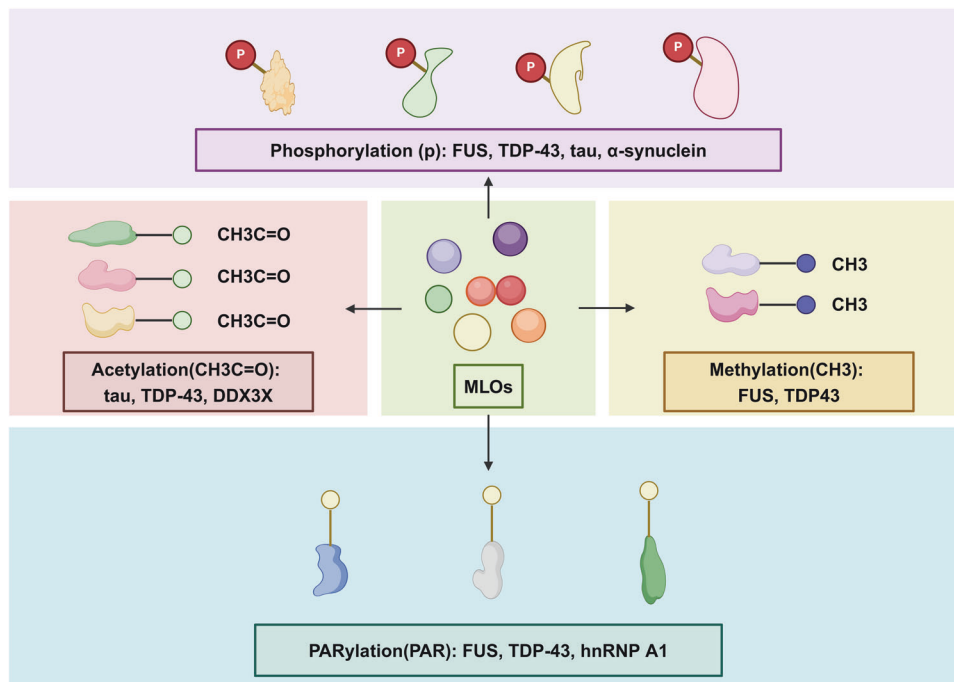 P
P
P
P
Phosphorylation (p): FUS, TDP-43, tau, α-synuclein
CH3C=O
CH3C=O
CH3C=O
Acetylation(CH3C=O):
tau, TDP-43, DDX3X
MLOs
CH3
CH3
Methylation(CH3):
FUS, TDP43
PARylation(PAR): FUS, TDP-43, hnRNP A1